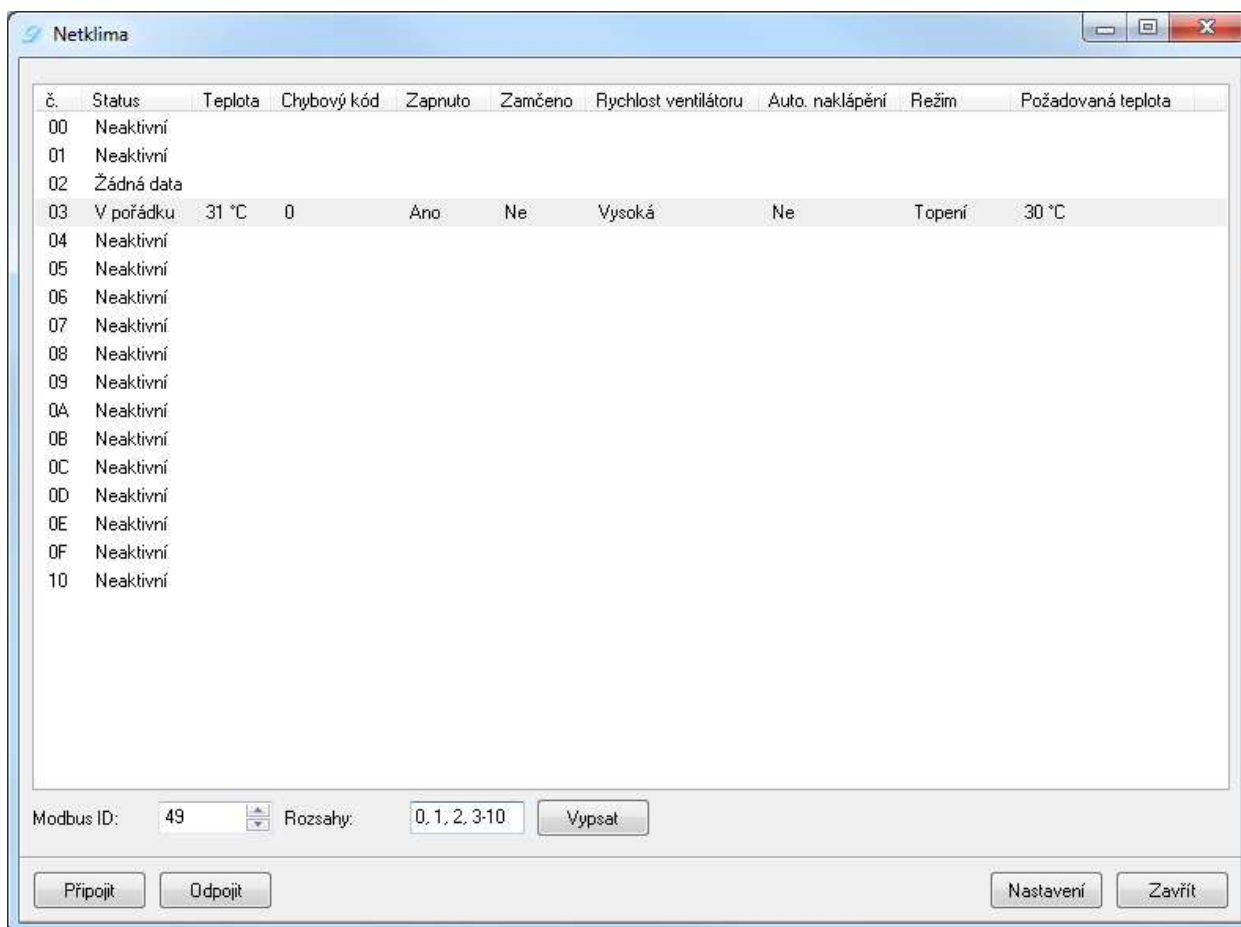 Netklima
č. Status Teplota Chybový kód Zapnuto Zamčeno Rychlost ventilátoru Auto. naklápění Režim Požadovaná teplota
00 Neaktivní
01 Neaktivní
02 Žádná data
03 V pořádku 31 °C 0 Ano Ne Vysoká Ne Topení 30 °C
04 Neaktivní
05 Neaktivní
06 Neaktivní
07 Neaktivní
08 Neaktivní
09 Neaktivní
0A Neaktivní
0B Neaktivní
0C Neaktivní
0D Neaktivní
0E Neaktivní
0F Neaktivní
10 Neaktivní
Modbus ID: 49 Rozsahy: 0, 1, 2, 3-10 Vypsat
Připojit Odpojit Nastavení Zavřít